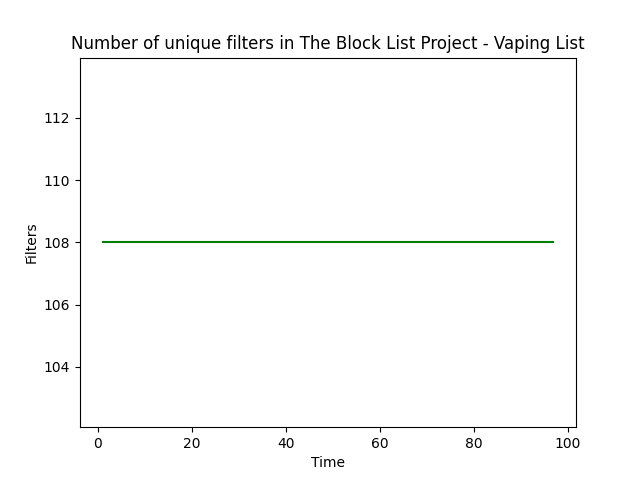 Number of unique filters in The Block List Project - Vaping List
112
110
108
106
104
Filters
0 20 40 60 80 100
Time